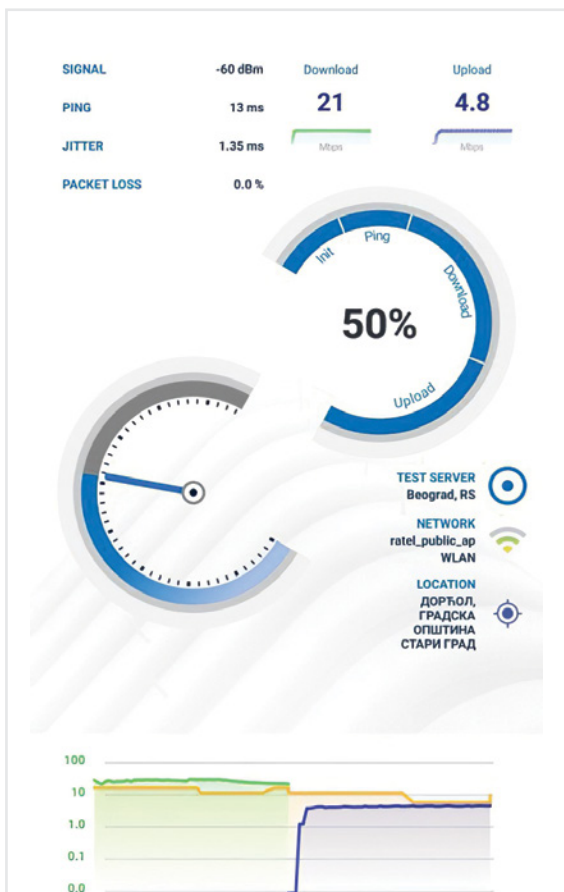 SIGNAL -60 dBm
PING 13 ms
JITTER 1.35 ms
PACKET LOSS 0.0 %
Download
21
Mbps
Upload
4.8
Mbps
Init
Ping
Download
Upload
50%
TEST SERVER
Beograd, RS
NETWORK
ratel_public_ap
WLAN
LOCATION
ДОРЋОЛ,
ГРАДСКА
ОПШТИНА
СТАРИ ГРАД
100
10
1.0
0.1
0.0